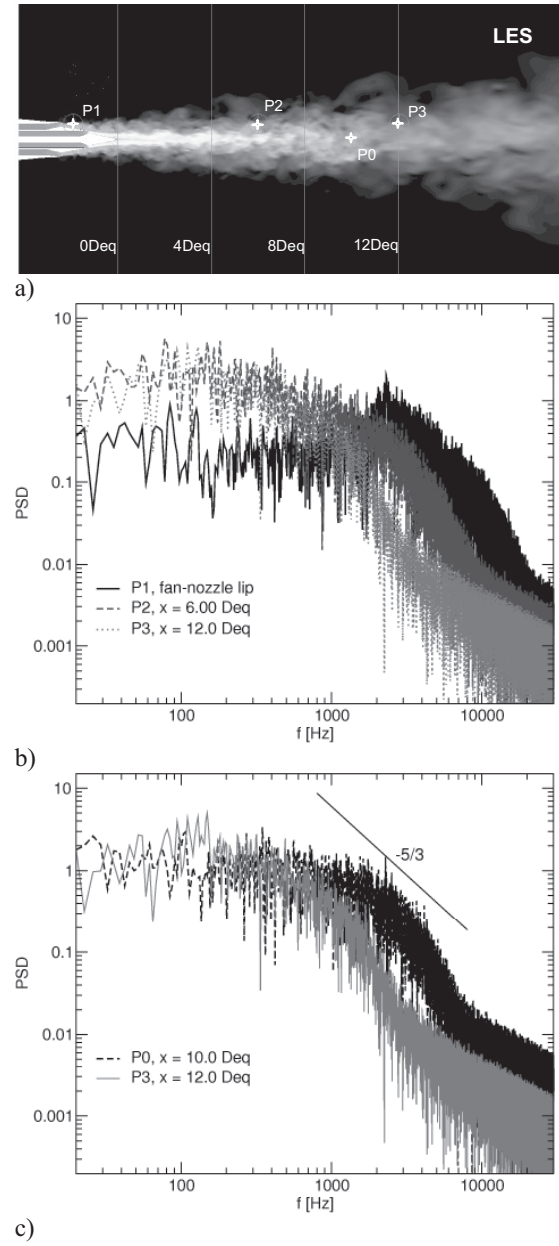 LES
P1
P2
P3
P0
0Deq
4Deq
8Deq
12Deq
a)
10
1
0.1
0.01
0.001
PSD
P1, fan-nozzle lip
P2, x = 6.00 Deq
P3, x = 12.0 Deq
100
1000
10000
f [Hz]
b)
10
1
0.1
0.01
0.001
PSD
-5/3
P0, x = 10.0 Deq
P3, x = 12.0 Deq
100
1000
10000
f [Hz]
c)